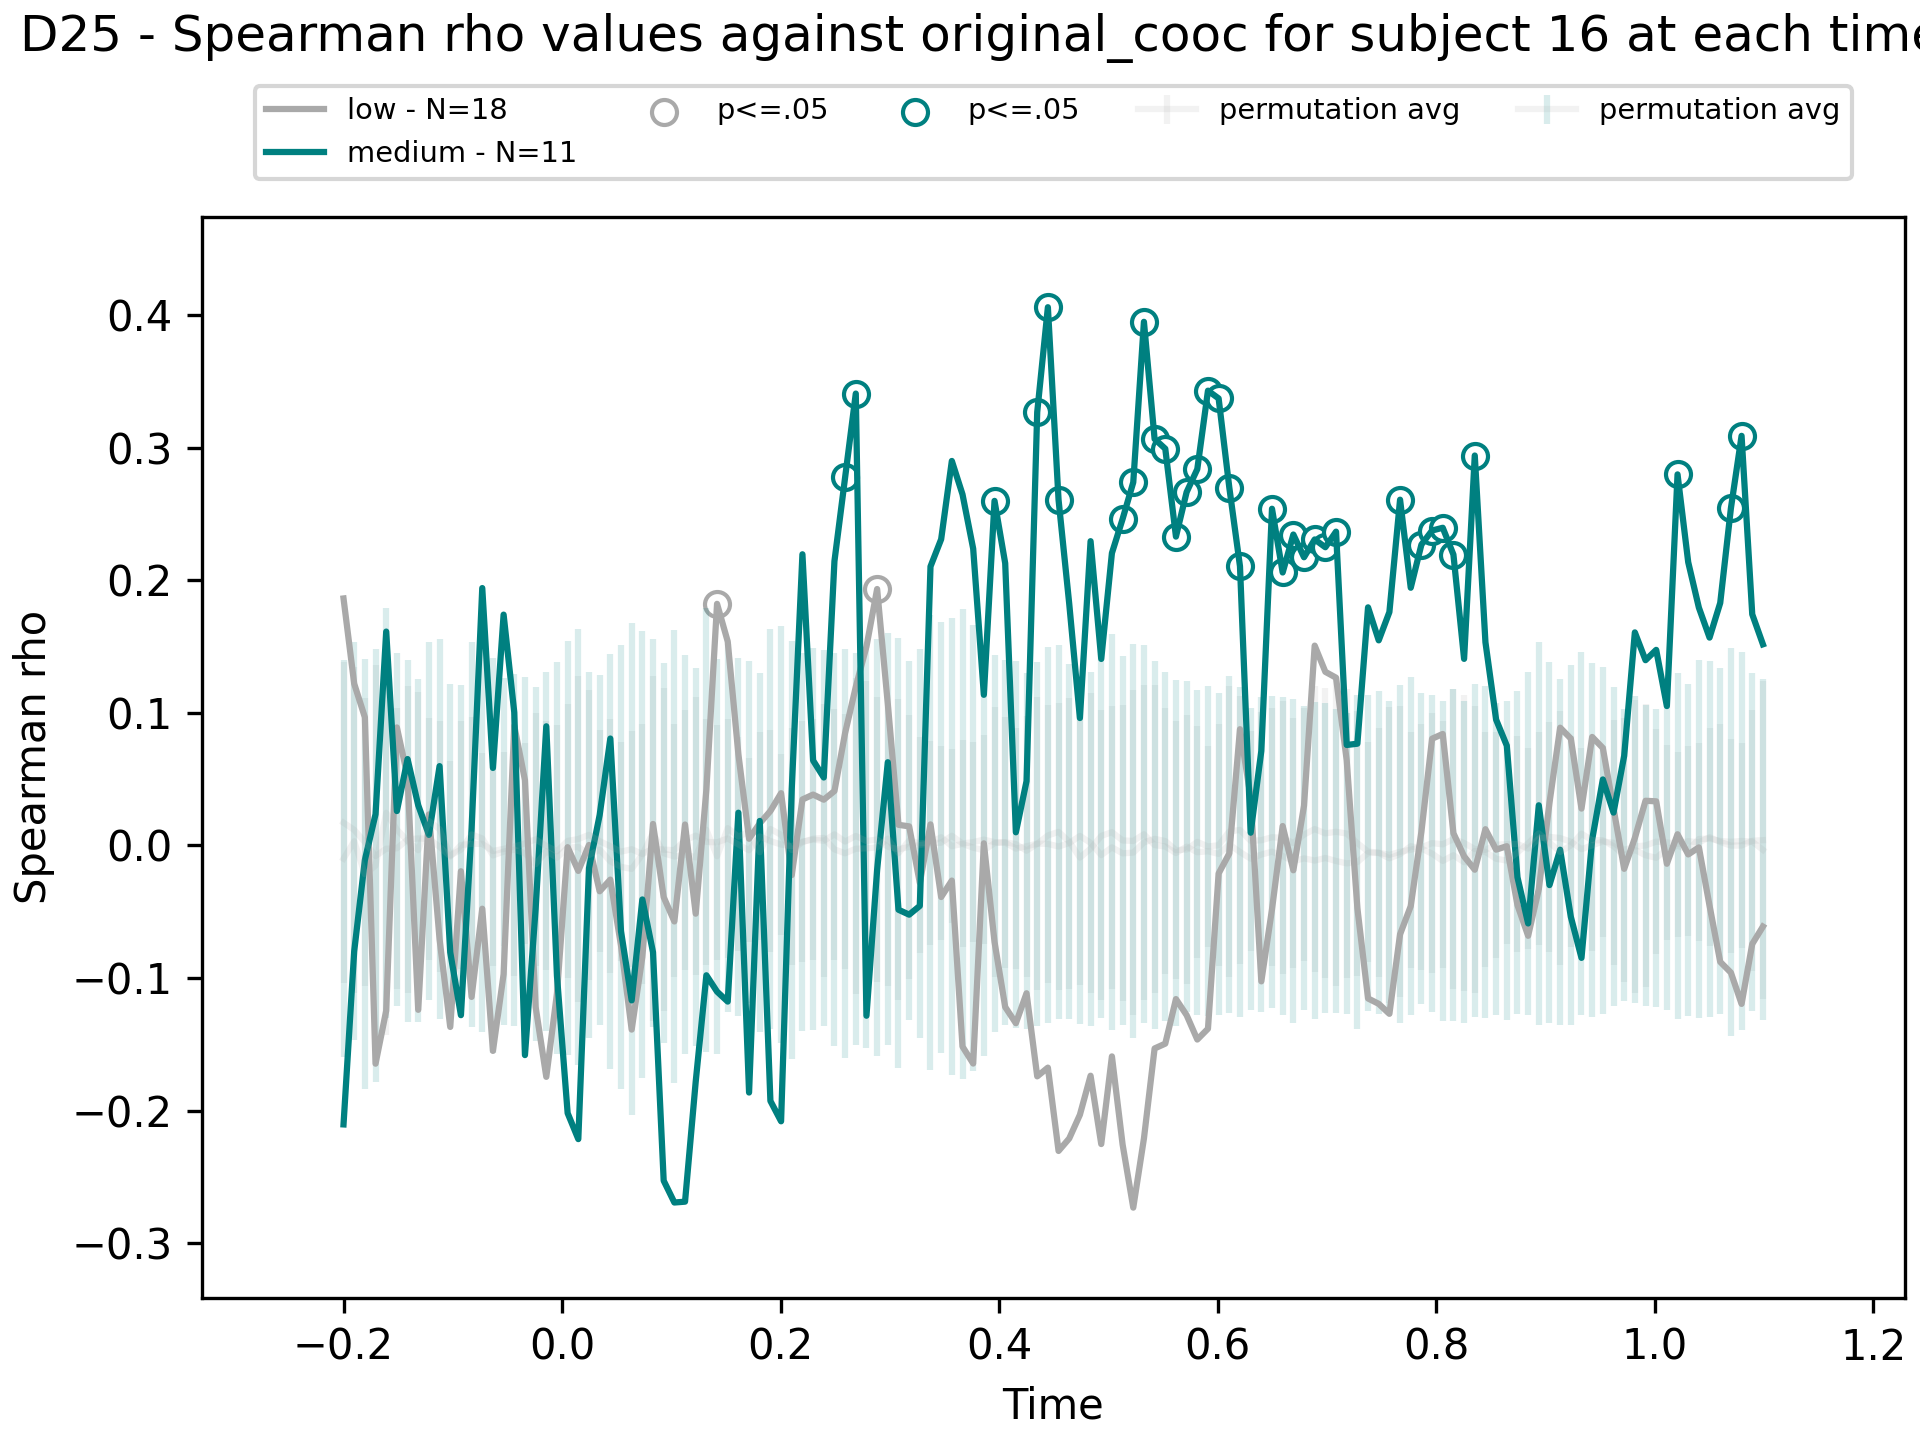 D25 - Spearman rho values against original_cooc for subject 16 at each time
low - N=18
medium - N=11
p<=.05
p<=.05
permutation avg
permutation avg
Spearman rho
0.4
0.3
0.2
0.1
0.0
−0.1
−0.2
−0.3
−0.2 0.0 0.2 0.4 0.6 0.8 1.0 1.2
Time